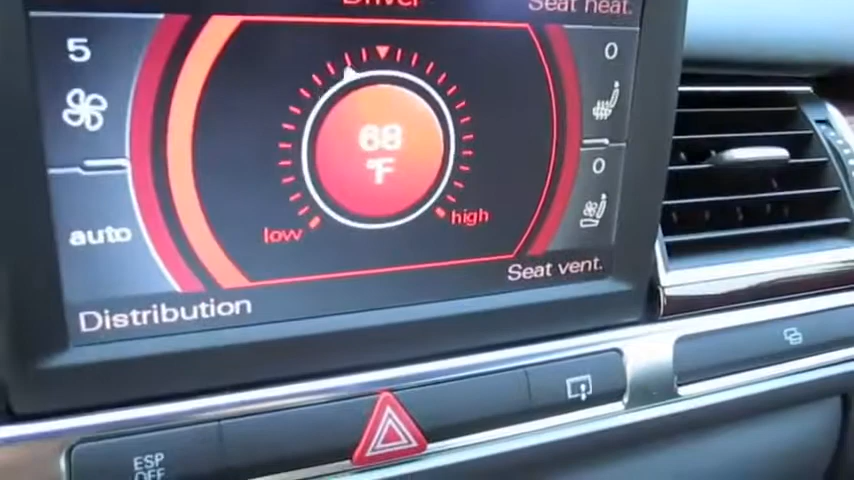 Driver
Seat heat.
5
0
68
°F
0
auto
low
high
Seat vent.
Distribution
ESP
OFF